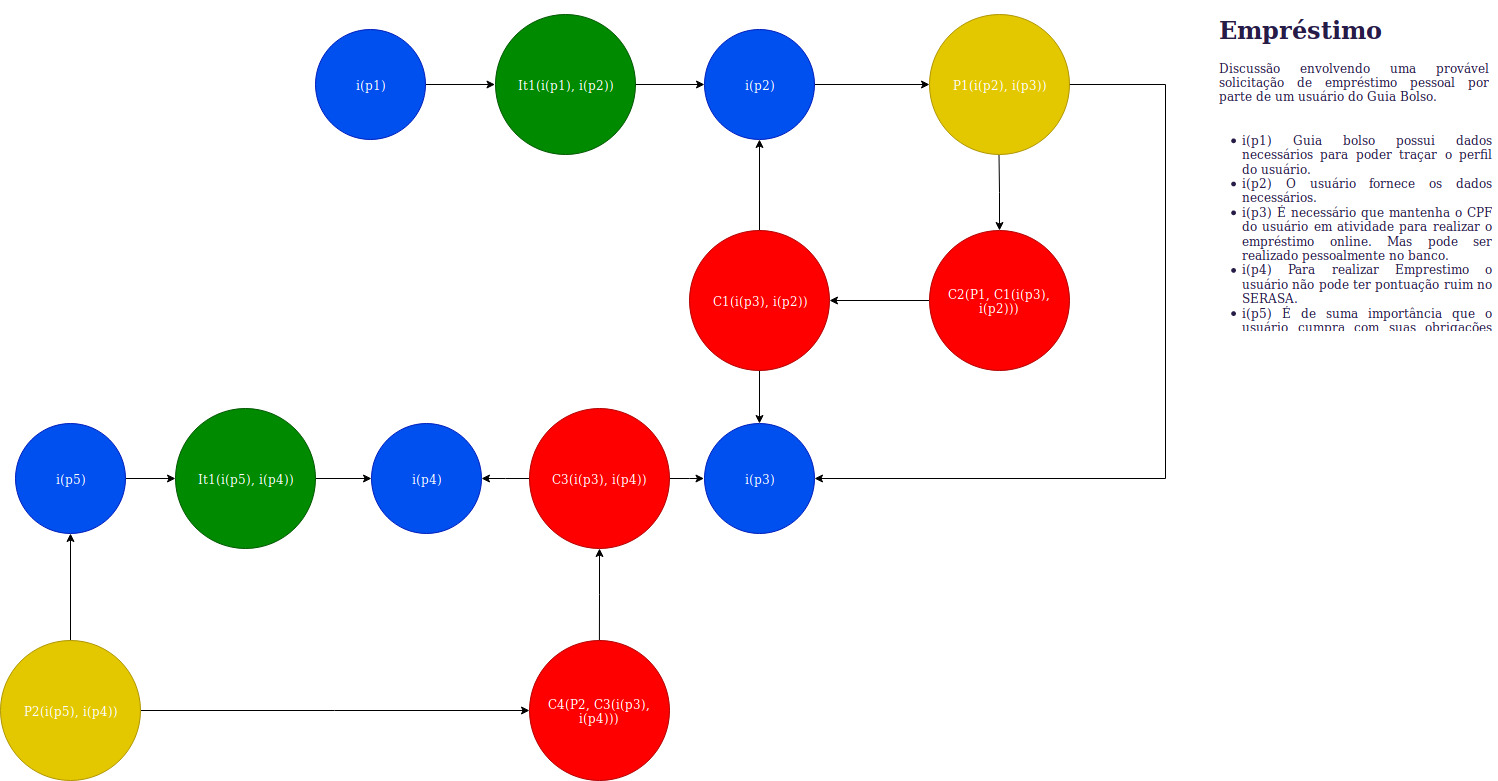 i(p1)
It1(i(p1), i(p2))
i(p2)
P1(i(p2), i(p3))
C1(i(p3), i(p2))
C2(P1, C1(i(p3),
i(p2)))
i(p5)
It1(i(p5), i(p4))
i(p4)
C3(i(p3), i(p4))
i(p3)
P2(i(p5), i(p4))
C4(P2, C3(i(p3),
i(p4)))
Empréstimo
Discussão envolvendo uma provável
solicitação de empréstimo pessoal por
parte de um usuário do Guia Bolso.
i(p1) Guia bolso possui dados
necessários para poder traçar o perfil
do usuário.
i(p2) O usuário fornece os dados
necessários.
i(p3) É necessário que mantenha o CPF
do usuário em atividade para realizar o
empréstimo online. Mas pode ser
realizado pessoalmente no banco.
i(p4) Para realizar Emprestimo o
usuário não pode ter pontuação ruim no
SERASA.
i(p5) É de suma importância que o
usuário cumpra com suas obrigações